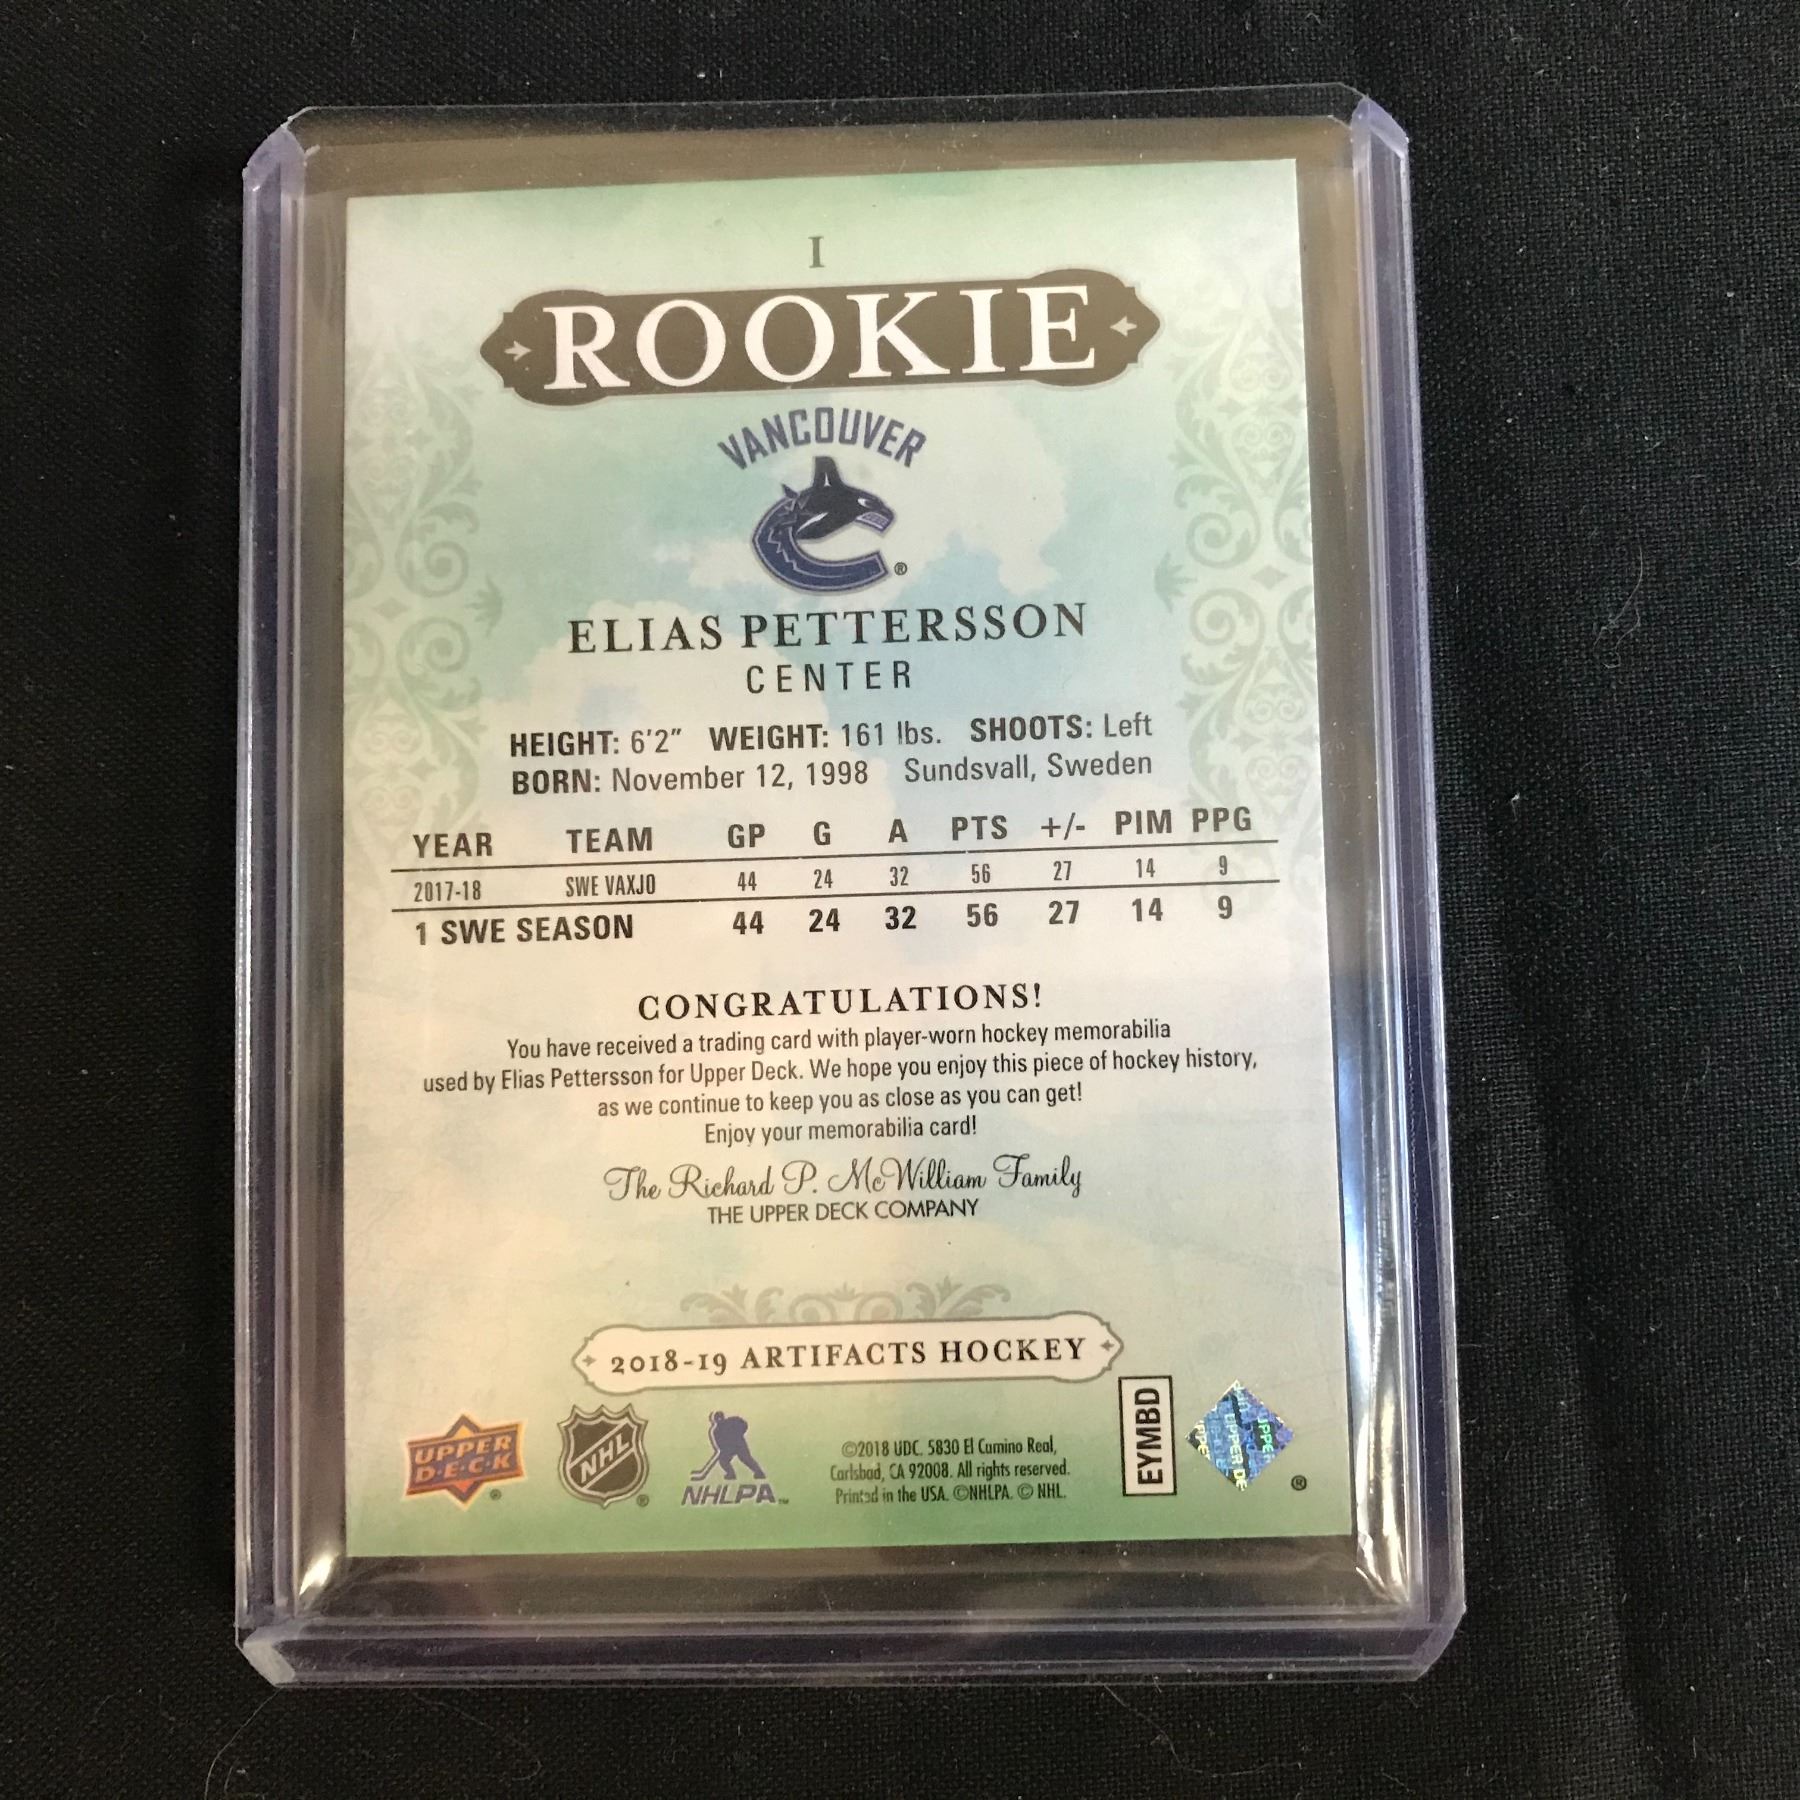 I
ROOKIE
VANCOUVER
®
ELIAS PETTERSSON
CENTER
HEIGHT: 6'2" WEIGHT: 161 lbs. SHOOTS: Left
BORN: November 12, 1998 Sundsvall, Sweden
YEAR TEAM GP G A PTS +/- PIM PPG
2017-18 SWE VAXJO 44 24 32 56 27 14 9
1 SWE SEASON 44 24 32 56 27 14 9
CONGRATULATIONS!
You have received a trading card with player-worn hockey memorabilia
used by Elias Pettersson for Upper Deck. We hope you enjoy this piece of hockey history,
as we continue to keep you as close as you can get!
Enjoy your memorabilia card!
The Richard P. McWilliam Family
THE UPPER DECK COMPANY
2018-19 ARTIFACTS HOCKEY
UPPER
DECK
®
NHL
®
NHLPA™
©2018 UDC. 5830 El Camino Real,
Carlsbad, CA 92008. All rights reserved.
Printed in the USA. ©NHLPA. © NHL.
EYMBD
UPPER DE
®